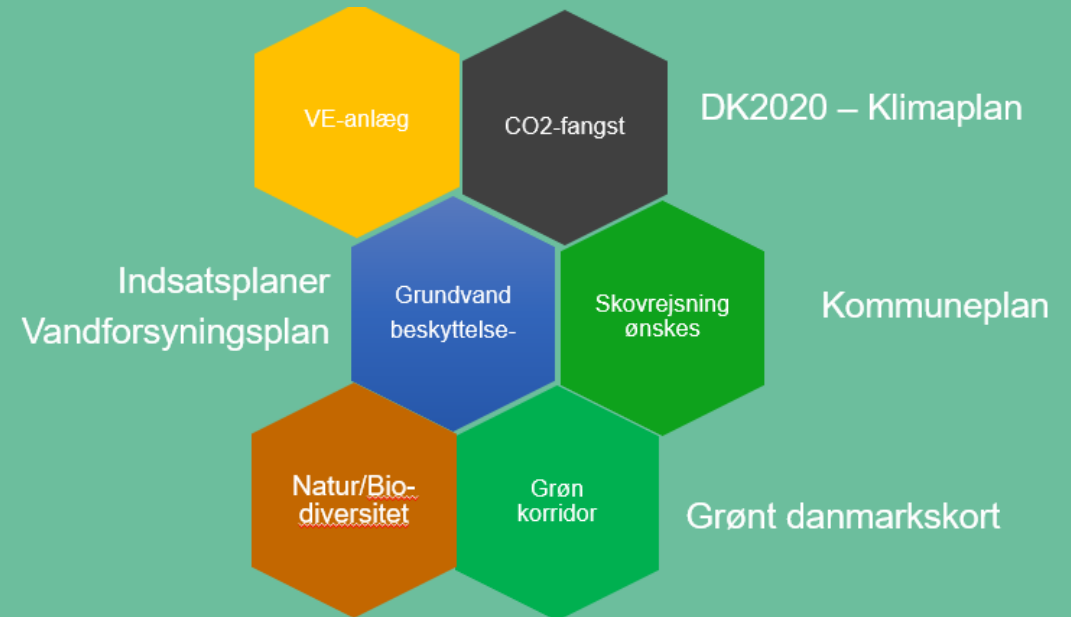 VE-anlæg
CO2-fangst
DK2020 – Klimaplan
Indsatsplaner
Vandforsyningsplan
Grundvand
beskyttelse-
Skovrejsning
ønskes
Kommuneplan
Natur/Bio-
diversitet
Grøn
korridor
Grønt danmarkskort